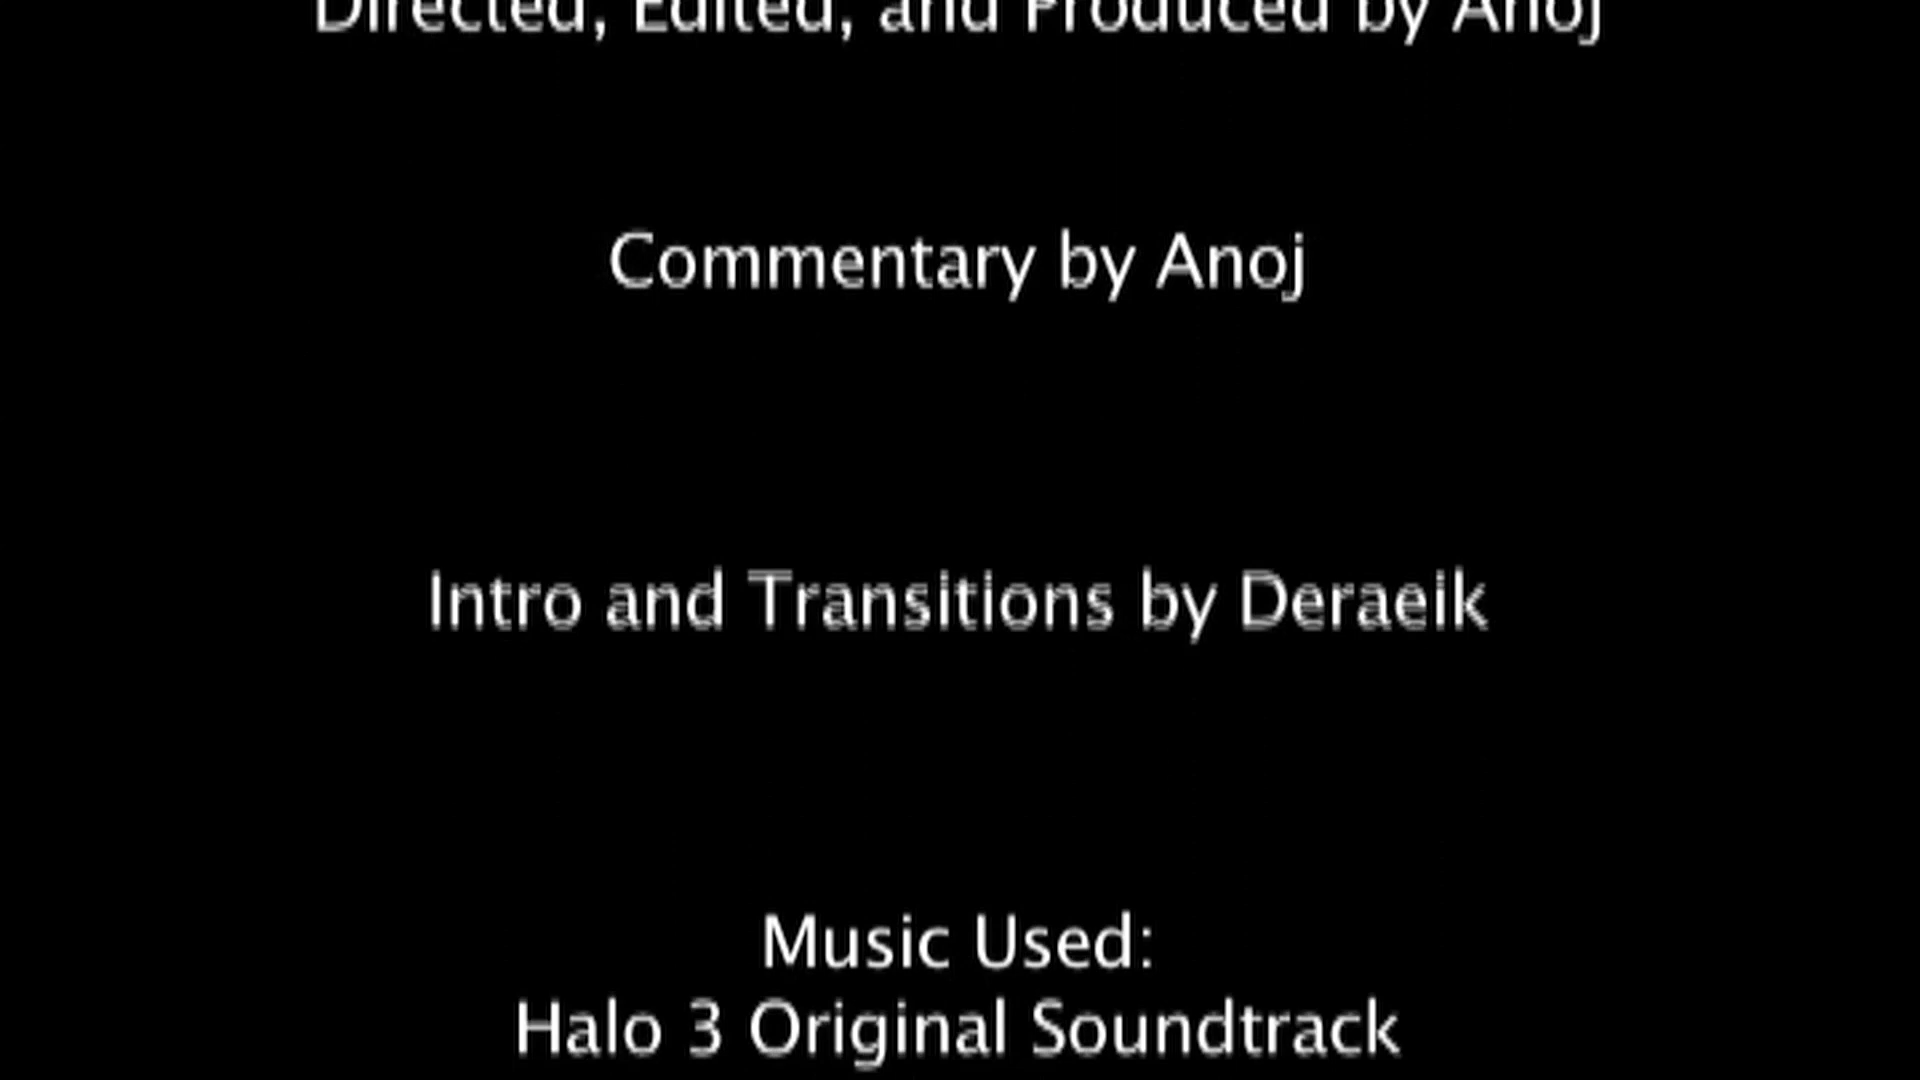 Directed, Edited, and Produced by Anoj
Commentary by Anoj
Intro and Transitions by Deraeik
Music Used:
Halo 3 Original Soundtrack